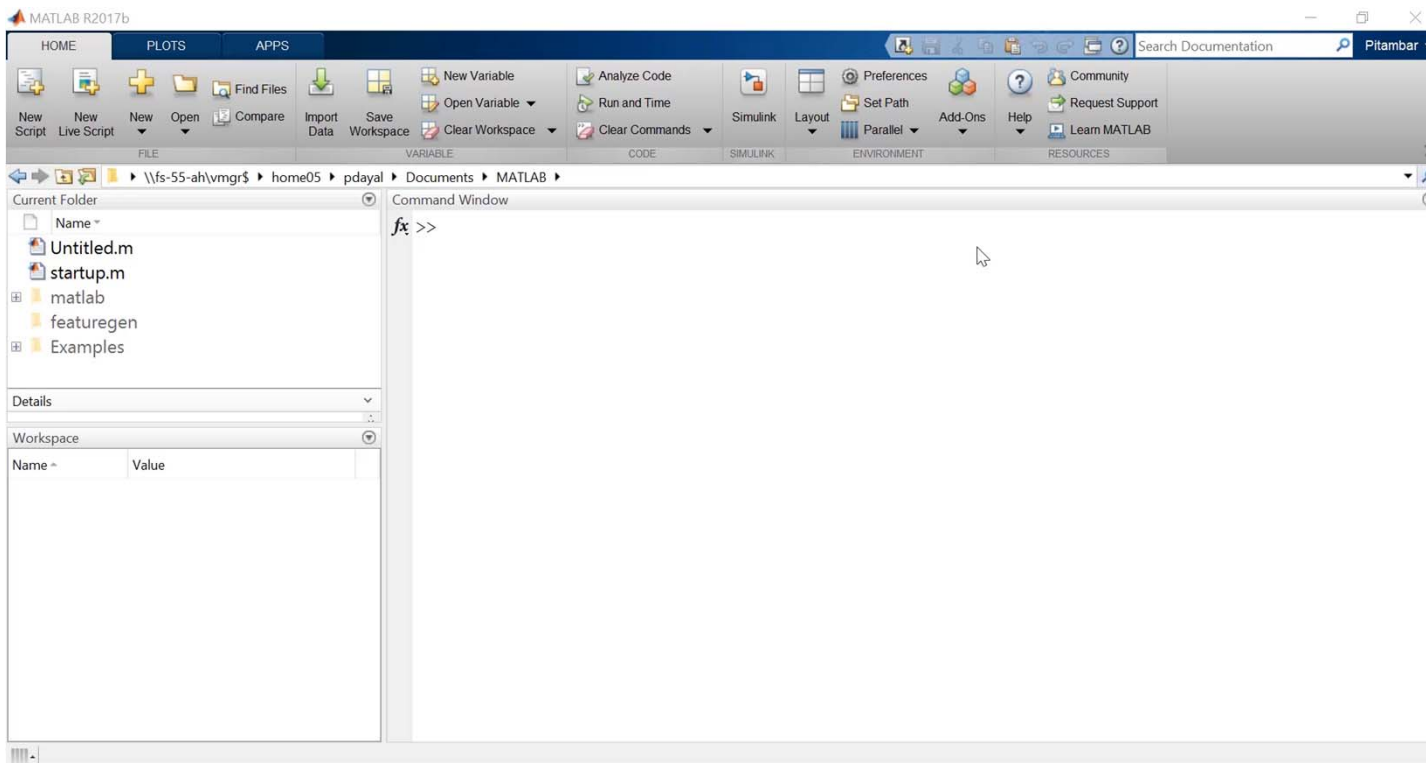 MATLAB R2017b
HOME PLOTS APPS
Search Documentation
Pitambar
New Script
New Live Script
New
Open
Find Files
Compare
FILE
Import Data
Save Workspace
New Variable
Open Variable
Clear Workspace
VARIABLE
Analyze Code
Run and Time
Clear Commands
CODE
Simulink
SIMULINK
Layout
Preferences
Set Path
Parallel
Add-Ons
ENVIRONMENT
Help
Community
Request Support
Learn MATLAB
RESOURCES
\\fs-55-ah\vmgr$ home05 pdayal Documents MATLAB
Current Folder
Name
Untitled.m
startup.m
matlab
featuregen
Examples
Details
Workspace
Name Value
Command Window
fx >>